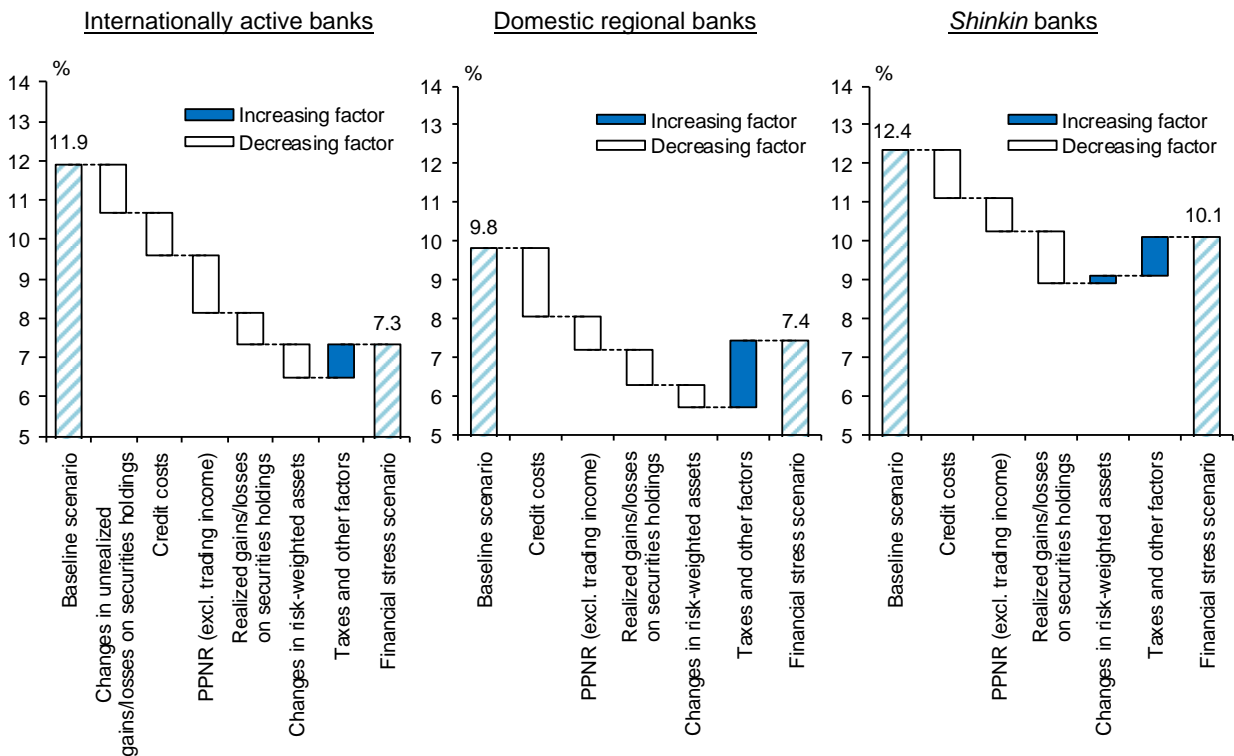 Internationally active banks
%
14
13
12
11
10
9
8
7
6
5
Increasing factor
Decreasing factor
11.9
7.3
Baseline scenario
Changes in unrealized
gains/losses on securities holdings
Credit costs
PPNR (excl. trading income)
Realized gains/losses
on securities holdings
Changes in risk-weighted assets
Taxes and other factors
Financial stress scenario
Domestic regional banks
%
14
13
12
11
10
9
8
7
6
5
Increasing factor
Decreasing factor
9.8
7.4
Baseline scenario
Credit costs
PPNR (excl. trading income)
Realized gains/losses
on securities holdings
Changes in risk-weighted assets
Taxes and other factors
Financial stress scenario
Shinkin banks
%
14
13
12
11
10
9
8
7
6
5
Increasing factor
Decreasing factor
12.4
10.1
Baseline scenario
Credit costs
PPNR (excl. trading income)
Realized gains/losses
on securities holdings
Changes in risk-weighted assets
Taxes and other factors
Financial stress scenario